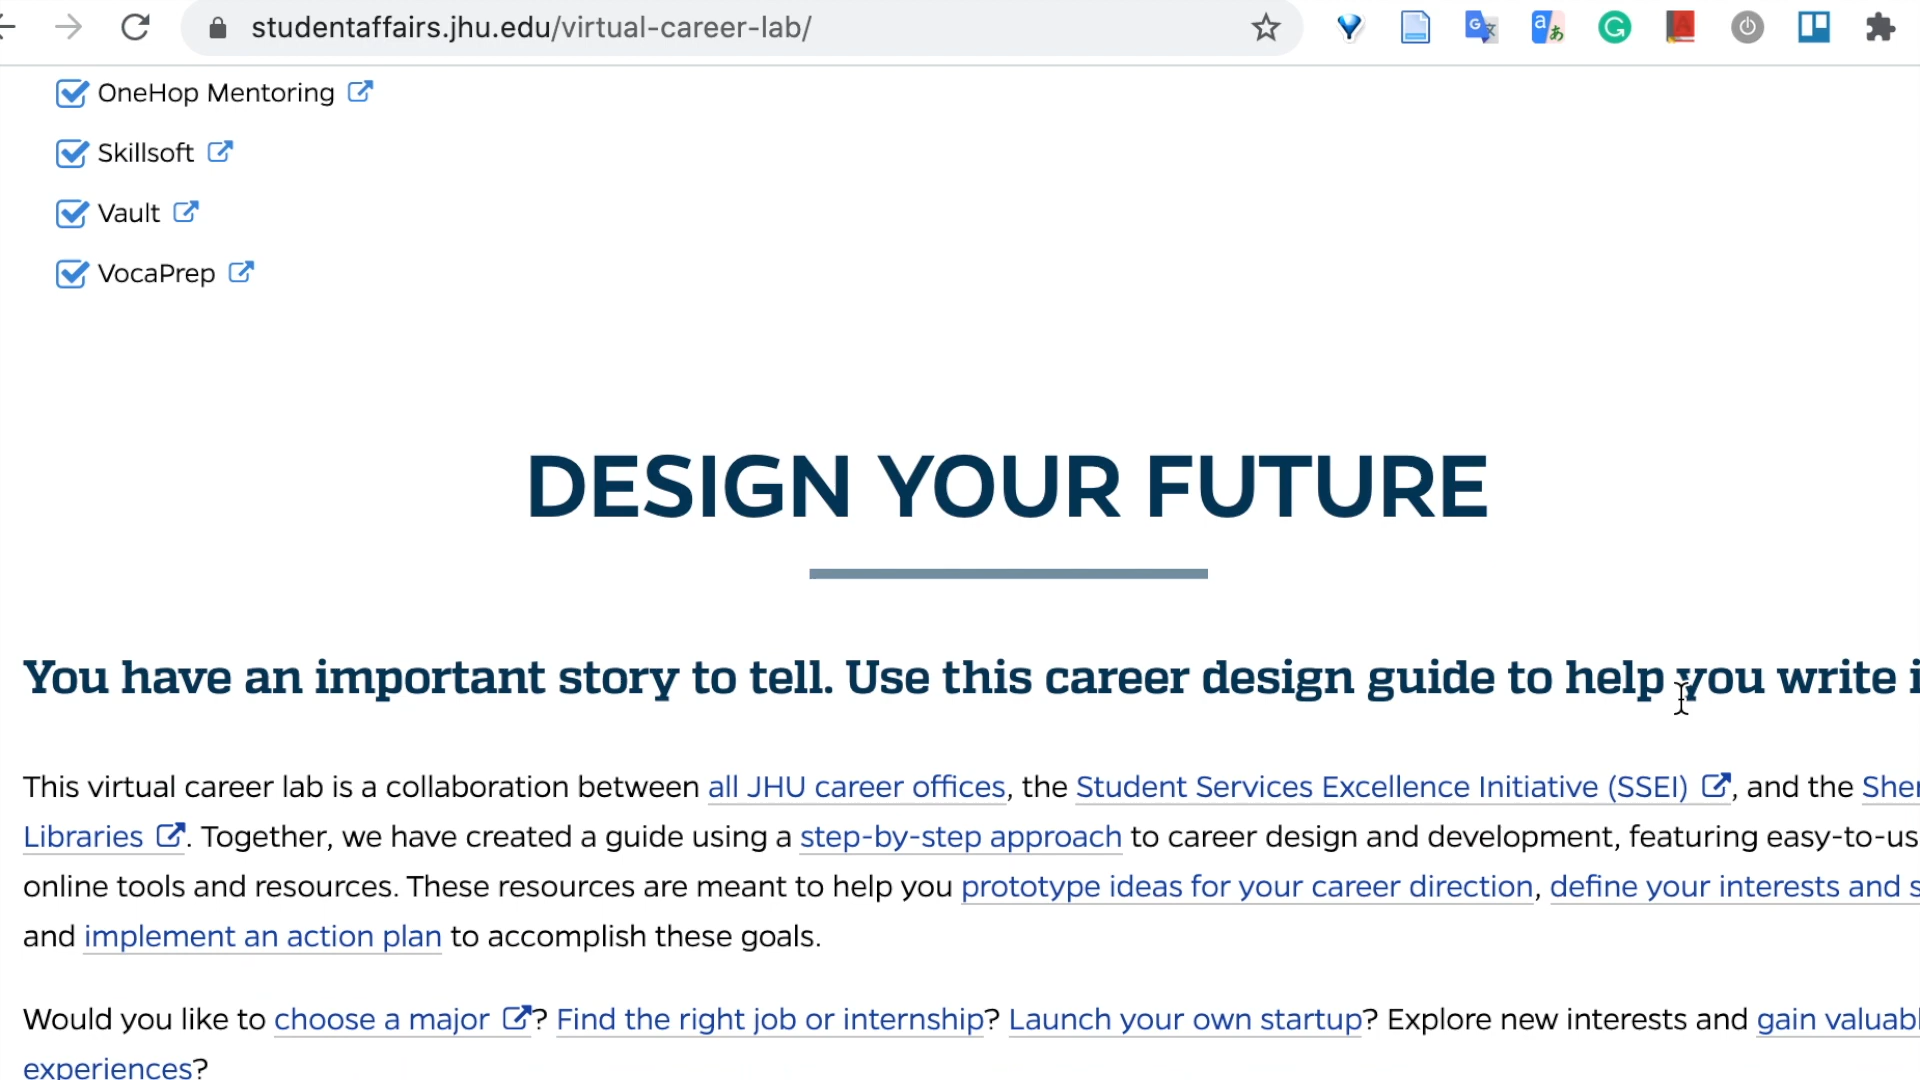 studentaffairs.jhu.edu/virtual-career-lab/
OneHop Mentoring
Skillsoft
Vault
VocaPrep
DESIGN YOUR FUTURE
You have an important story to tell. Use this career design guide to help you write
This virtual career lab is a collaboration between all JHU career offices, the Student Services Excellence Initiative (SSEI), and the
Libraries. Together, we have created a guide using a step-by-step approach to career design and development, featuring
online tools and resources. These resources are meant to help you prototype ideas for your career direction, define your interests and
and implement an action plan to accomplish these goals.
Would you like to choose a major? Find the right job or internship? Launch your own startup? Explore new interests and gain
experiences?